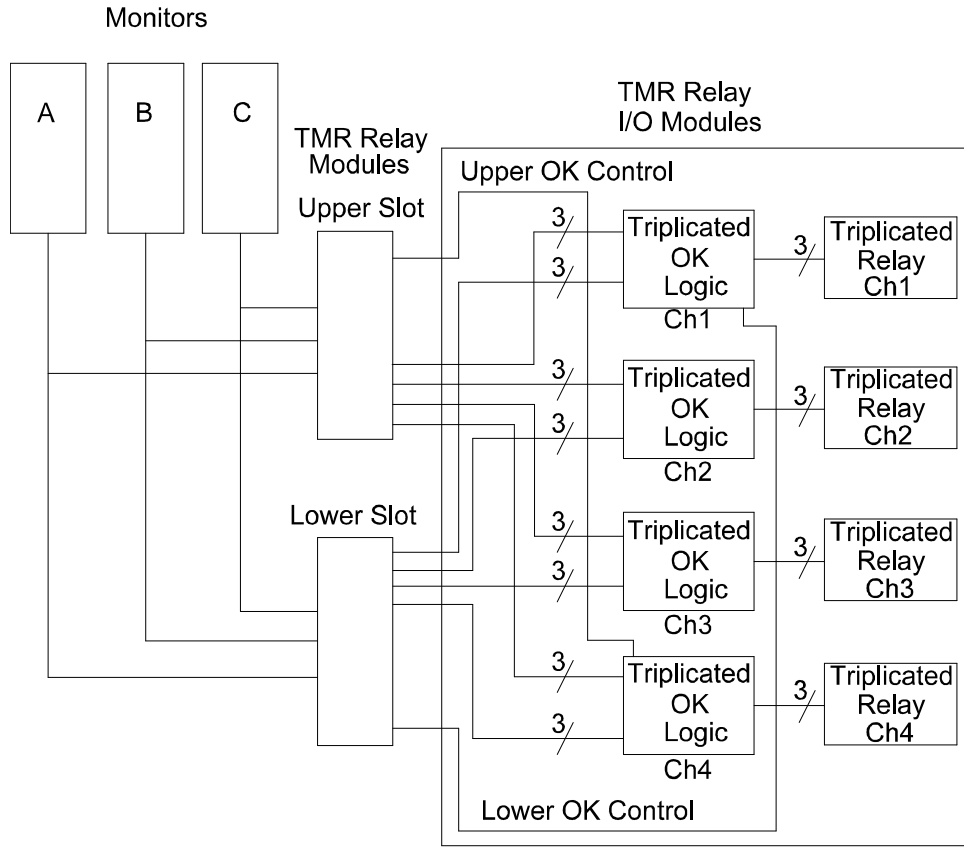 Monitors
A
B
C
TMR Relay
Modules
Upper Slot
Lower Slot
TMR Relay
I/O Modules
Upper OK Control
3
3
Triplicated
OK
Logic
Ch1
3
Triplicated
Relay
Ch1
3
3
Triplicated
OK
Logic
Ch2
3
Triplicated
Relay
Ch2
3
3
Triplicated
OK
Logic
Ch3
3
Triplicated
Relay
Ch3
3
3
Triplicated
OK
Logic
Ch4
3
Triplicated
Relay
Ch4
Lower OK Control